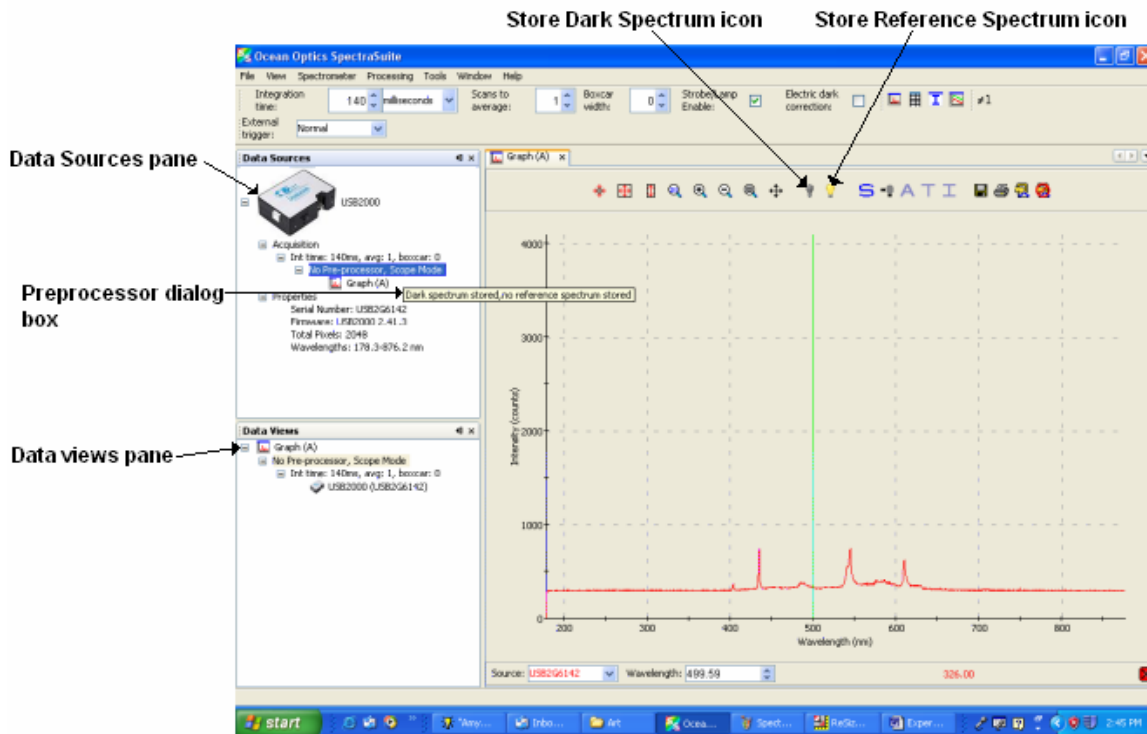 Store Dark Spectrum icon
Store Reference Spectrum icon
Ocean Optics SpectraSuite
File View Spectrometer Processing Tools Window Help
Integration time:
140 milliseconds
Scans to average:
1
Boxcar width:
0
Strobe/Lamp Enable:
Electric dark correction:
≠1
External trigger:
Normal
Data Sources pane
Data Sources
Graph (A) x
USB2000
S A T I
Acquisition
Int time: 140ms, avg: 1, boxcar: 0
No Pre-processor, Scope Mode
Graph (A)
Preprocessor dialog box
Dark spectrum stored,no reference spectrum stored
Properties
Serial Number: USB2G6142
Firmware: USB2000 2.41.3
Total Pixels: 2048
Wavelengths: 178.3-876.2 nm
Data views pane
Data Views
Graph (A)
No Pre-processor, Scope Mode
Int time: 140ms, avg: 1, boxcar: 0
USB2000 (USB2G6142)
4000
3000
2000
1000
0
Intensity (counts)
200 300 400 500 600 700 800
Wavelength (nm)
Source: USB2G6142
Wavelength: 499.59
326.00
start
"Any...
Inbo...
Art
Ocea...
Spect...
ReSiz...
Exper...
2:45 PM